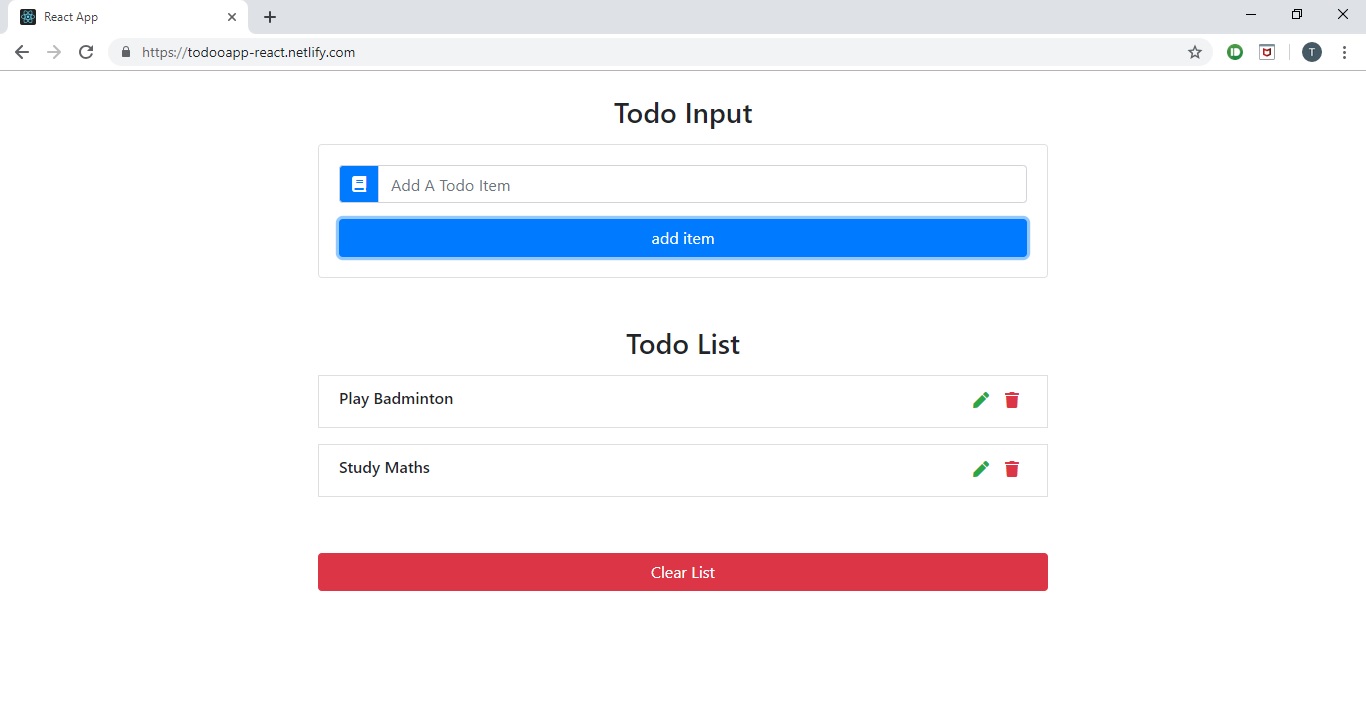 React App
https://todooapp-react.netlify.com
T
Todo Input
Add A Todo Item
add item
Todo List
Play Badminton
Study Maths
Clear List